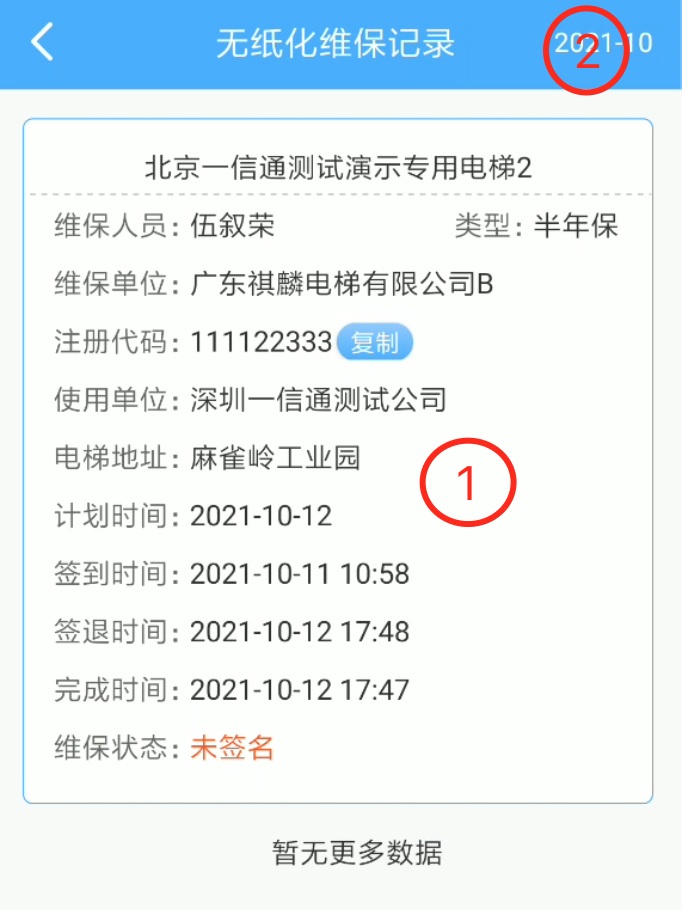 无纸化维保记录 2021-10
2
北京一信通测试演示专用电梯2
维保人员：伍叙荣 类型：半年保
维保单位：广东祺麟电梯有限公司B
注册代码：111122333 复制
使用单位：深圳一信通测试公司
电梯地址：麻雀岭工业园
1
计划时间：2021-10-12
签到时间：2021-10-11 10:58
签退时间：2021-10-12 17:48
完成时间：2021-10-12 17:47
维保状态：未签名
暂无更多数据